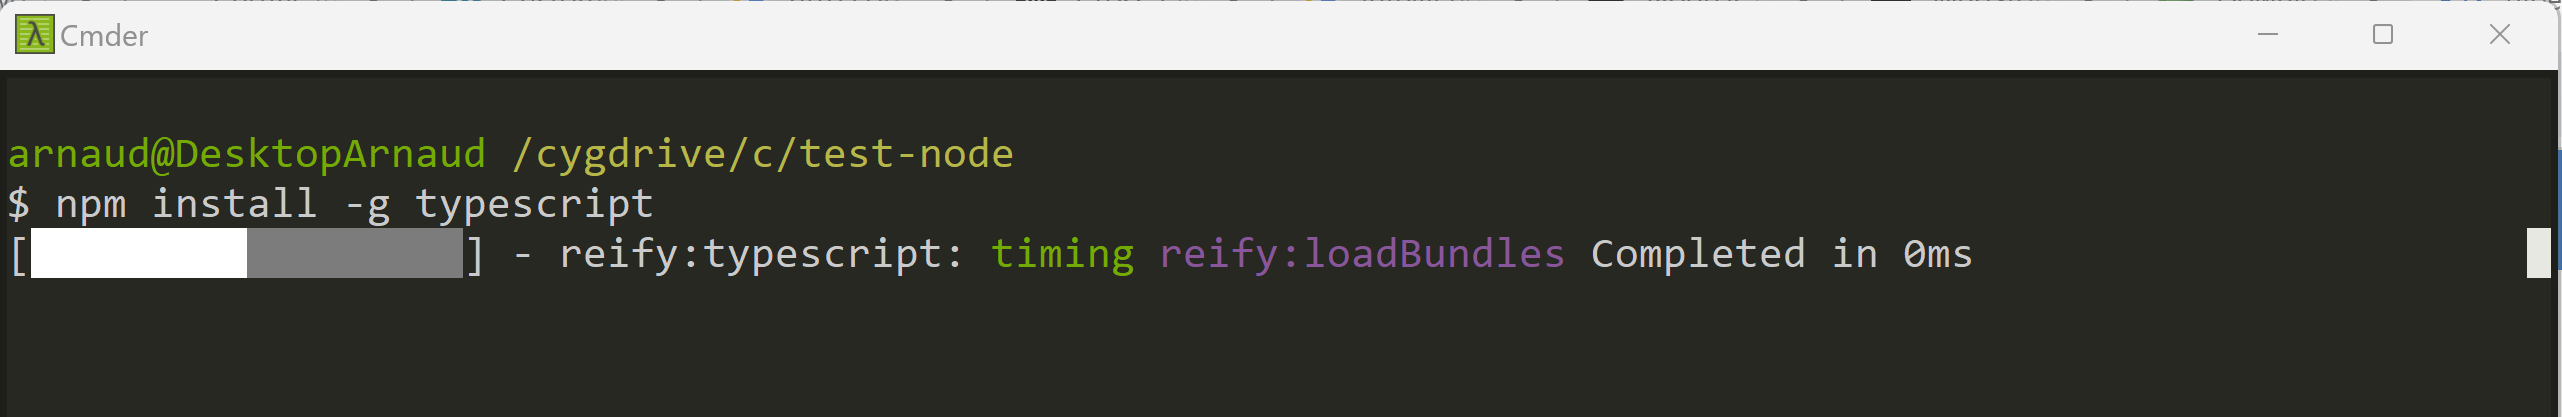 Cmder
arnaud@DesktopArnaud /cygdrive/c/test-node
$ npm install -g typescript
[ ] - reify:typescript: timing reify:loadBundles Completed in 0ms